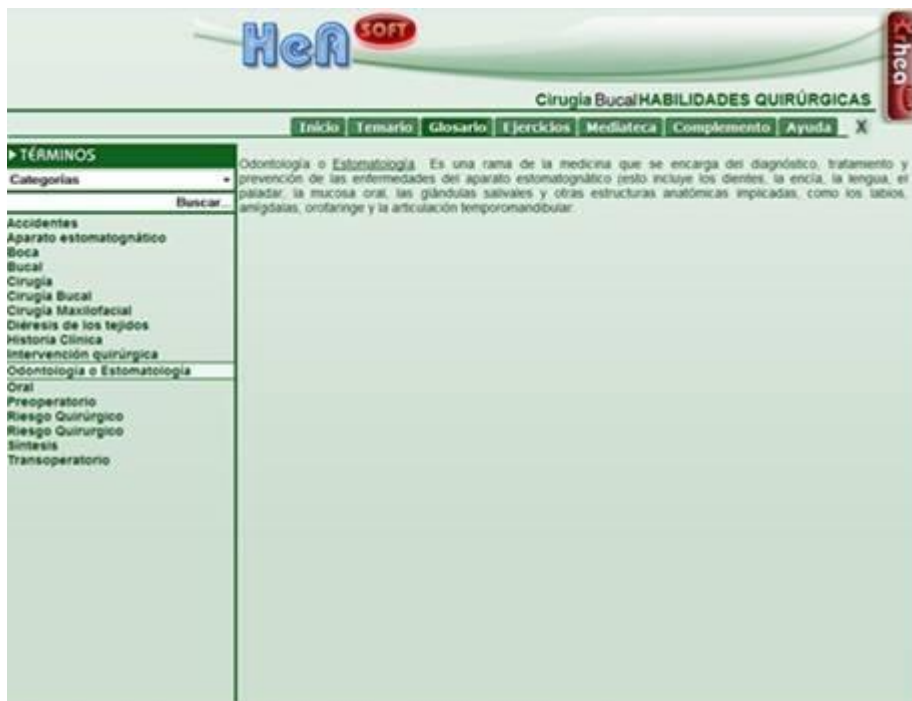 HeA SOFT
rhea
Cirugía Bucal HABILIDADES QUIRÚRGICAS
Inicio Temario Glosario Ejercicios Mediateca Complemento Ayuda X
TÉRMINOS
Categorías
Buscar...
Accidentes
Aparato estomatognático
Boca
Bucal
Cirugía
Cirugía Bucal
Cirugía Maxilofacial
Diéresis de los tejidos
Historia Clínica
Intervención quirúrgica
Odontología o Estomatología
Oral
Preoperatorio
Riesgo Quirúrgico
Riesgo Quirurgico
Síntesis
Transoperatorio
Odontología o Estomatología. Es una rama de la medicina que se encarga del diagnóstico, tratamiento y
prevención de las enfermedades del aparato estomatognático (esto incluye los dientes, la encía, la lengua, el
paladar, la mucosa oral, las glándulas salivales y otras estructuras anatómicas implicadas, como los labios,
amígdalas, orofaringe y la articulación temporomandibular.